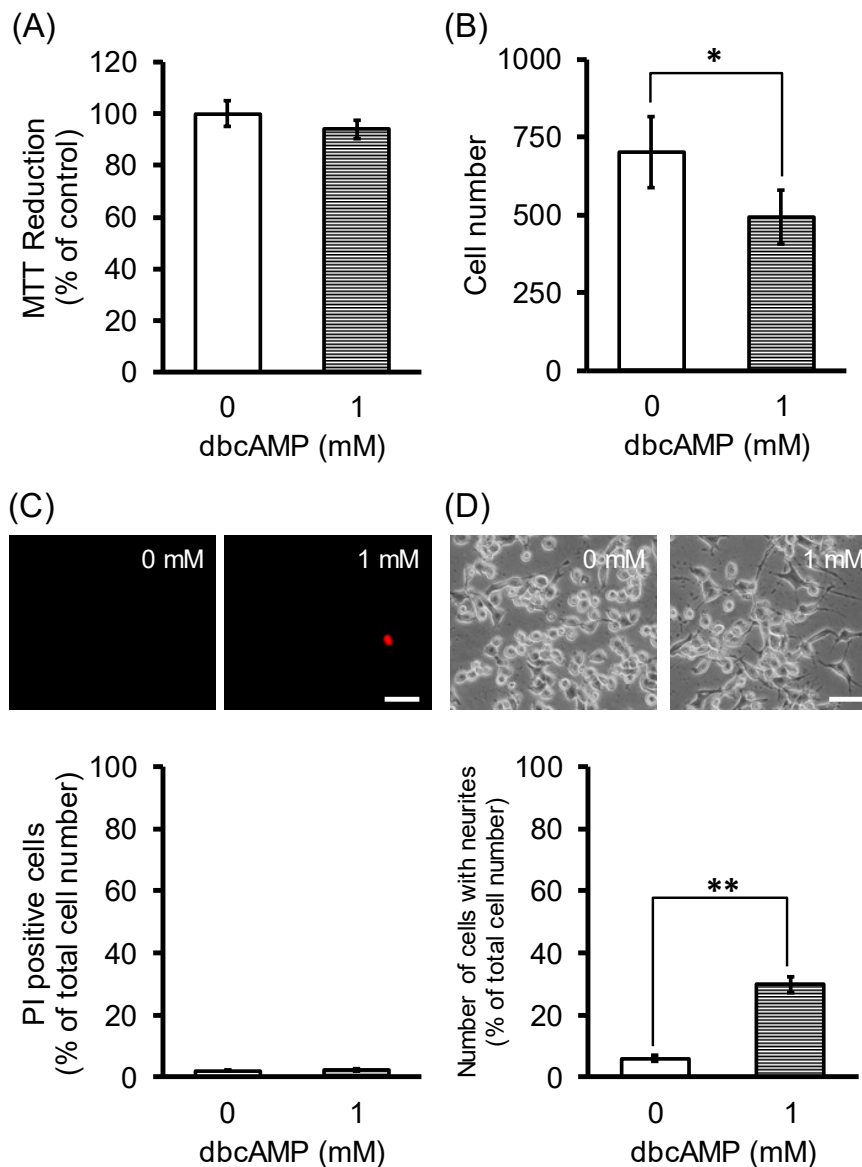 (A)
120
100
80
60
40
20
0
MTT Reduction
(% of control)
0 1
dbcAMP (mM)
(B)
1000
750
500
250
0
Cell number
*
0 1
dbcAMP (mM)
(C)
0 mM
1 mM
100
80
60
40
20
0
PI positive cells
(% of total cell number)
0 1
dbcAMP (mM)
(D)
0 mM
1 mM
100
80
60
40
20
0
Number of cells with neurites
(% of total cell number)
**
0 1
dbcAMP (mM)